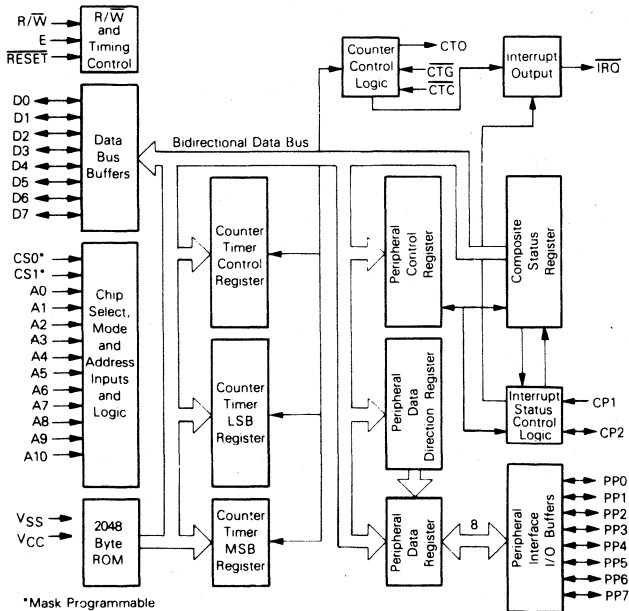 R/W̅
E
R̅E̅S̅E̅T̅
R/W̅
and
Timing
Control
Counter
Control
Logic
CTO
C̅T̅G̅
C̅T̅C̅
Interrupt
Output
I̅R̅Q̅
D0
D1
D2
D3
D4
D5
D6
D7
Data
Bus
Buffers
Bidirectional Data Bus
CS0*
CS1*
A0
A1
A2
A3
A4
A5
A6
A7
A8
A9
A10
Chip
Select,
Mode
and
Address
Inputs
and
Logic
Counter
Timer
Control
Register
Peripheral
Control
Register
Composite
Status
Register
Counter
Timer
LSB
Register
Peripheral
Data
Direction Register
Interrupt
Status
Control
Logic
CP1
CP2
VSS
VCC
2048
Byte
ROM
Counter
Timer
MSB
Register
Peripheral
Data
Register
8
Peripheral
Interface
I/O Buffers
PP0
PP1
PP2
PP3
PP4
PP5
PP6
PP7
*Mask Programmable